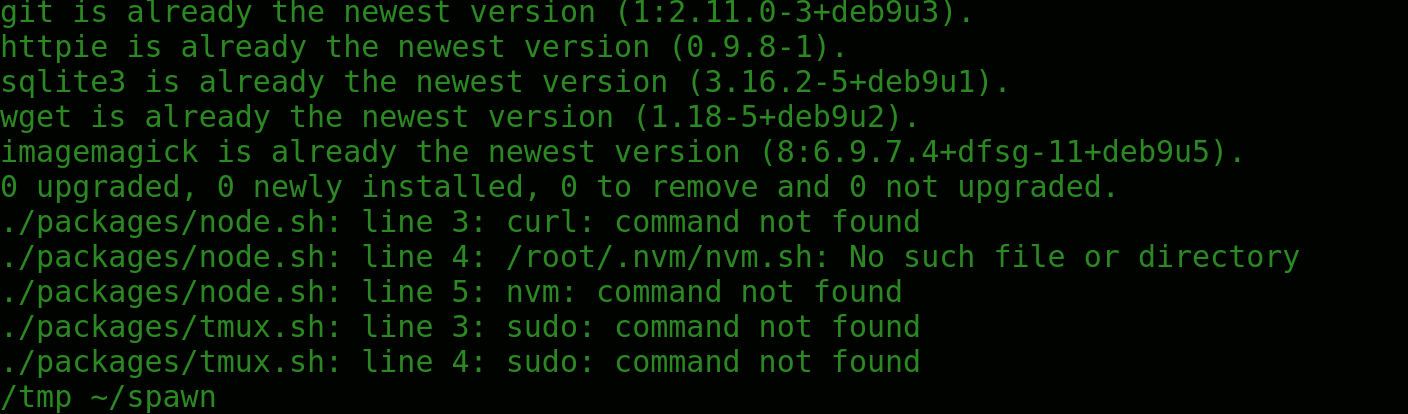 git is already the newest version (1:2.11.0-3+deb9u3).
httpie is already the newest version (0.9.8-1).
sqlite3 is already the newest version (3.16.2-5+deb9u1).
wget is already the newest version (1.18-5+deb9u2).
imagemagick is already the newest version (8:6.9.7.4+dfsg-11+deb9u5).
0 upgraded, 0 newly installed, 0 to remove and 0 not upgraded.
./packages/node.sh: line 3: curl: command not found
./packages/node.sh: line 4: /root/.nvm/nvm.sh: No such file or directory
./packages/node.sh: line 5: nvm: command not found
./packages/tmux.sh: line 3: sudo: command not found
./packages/tmux.sh: line 4: sudo: command not found
/tmp ~/spawn